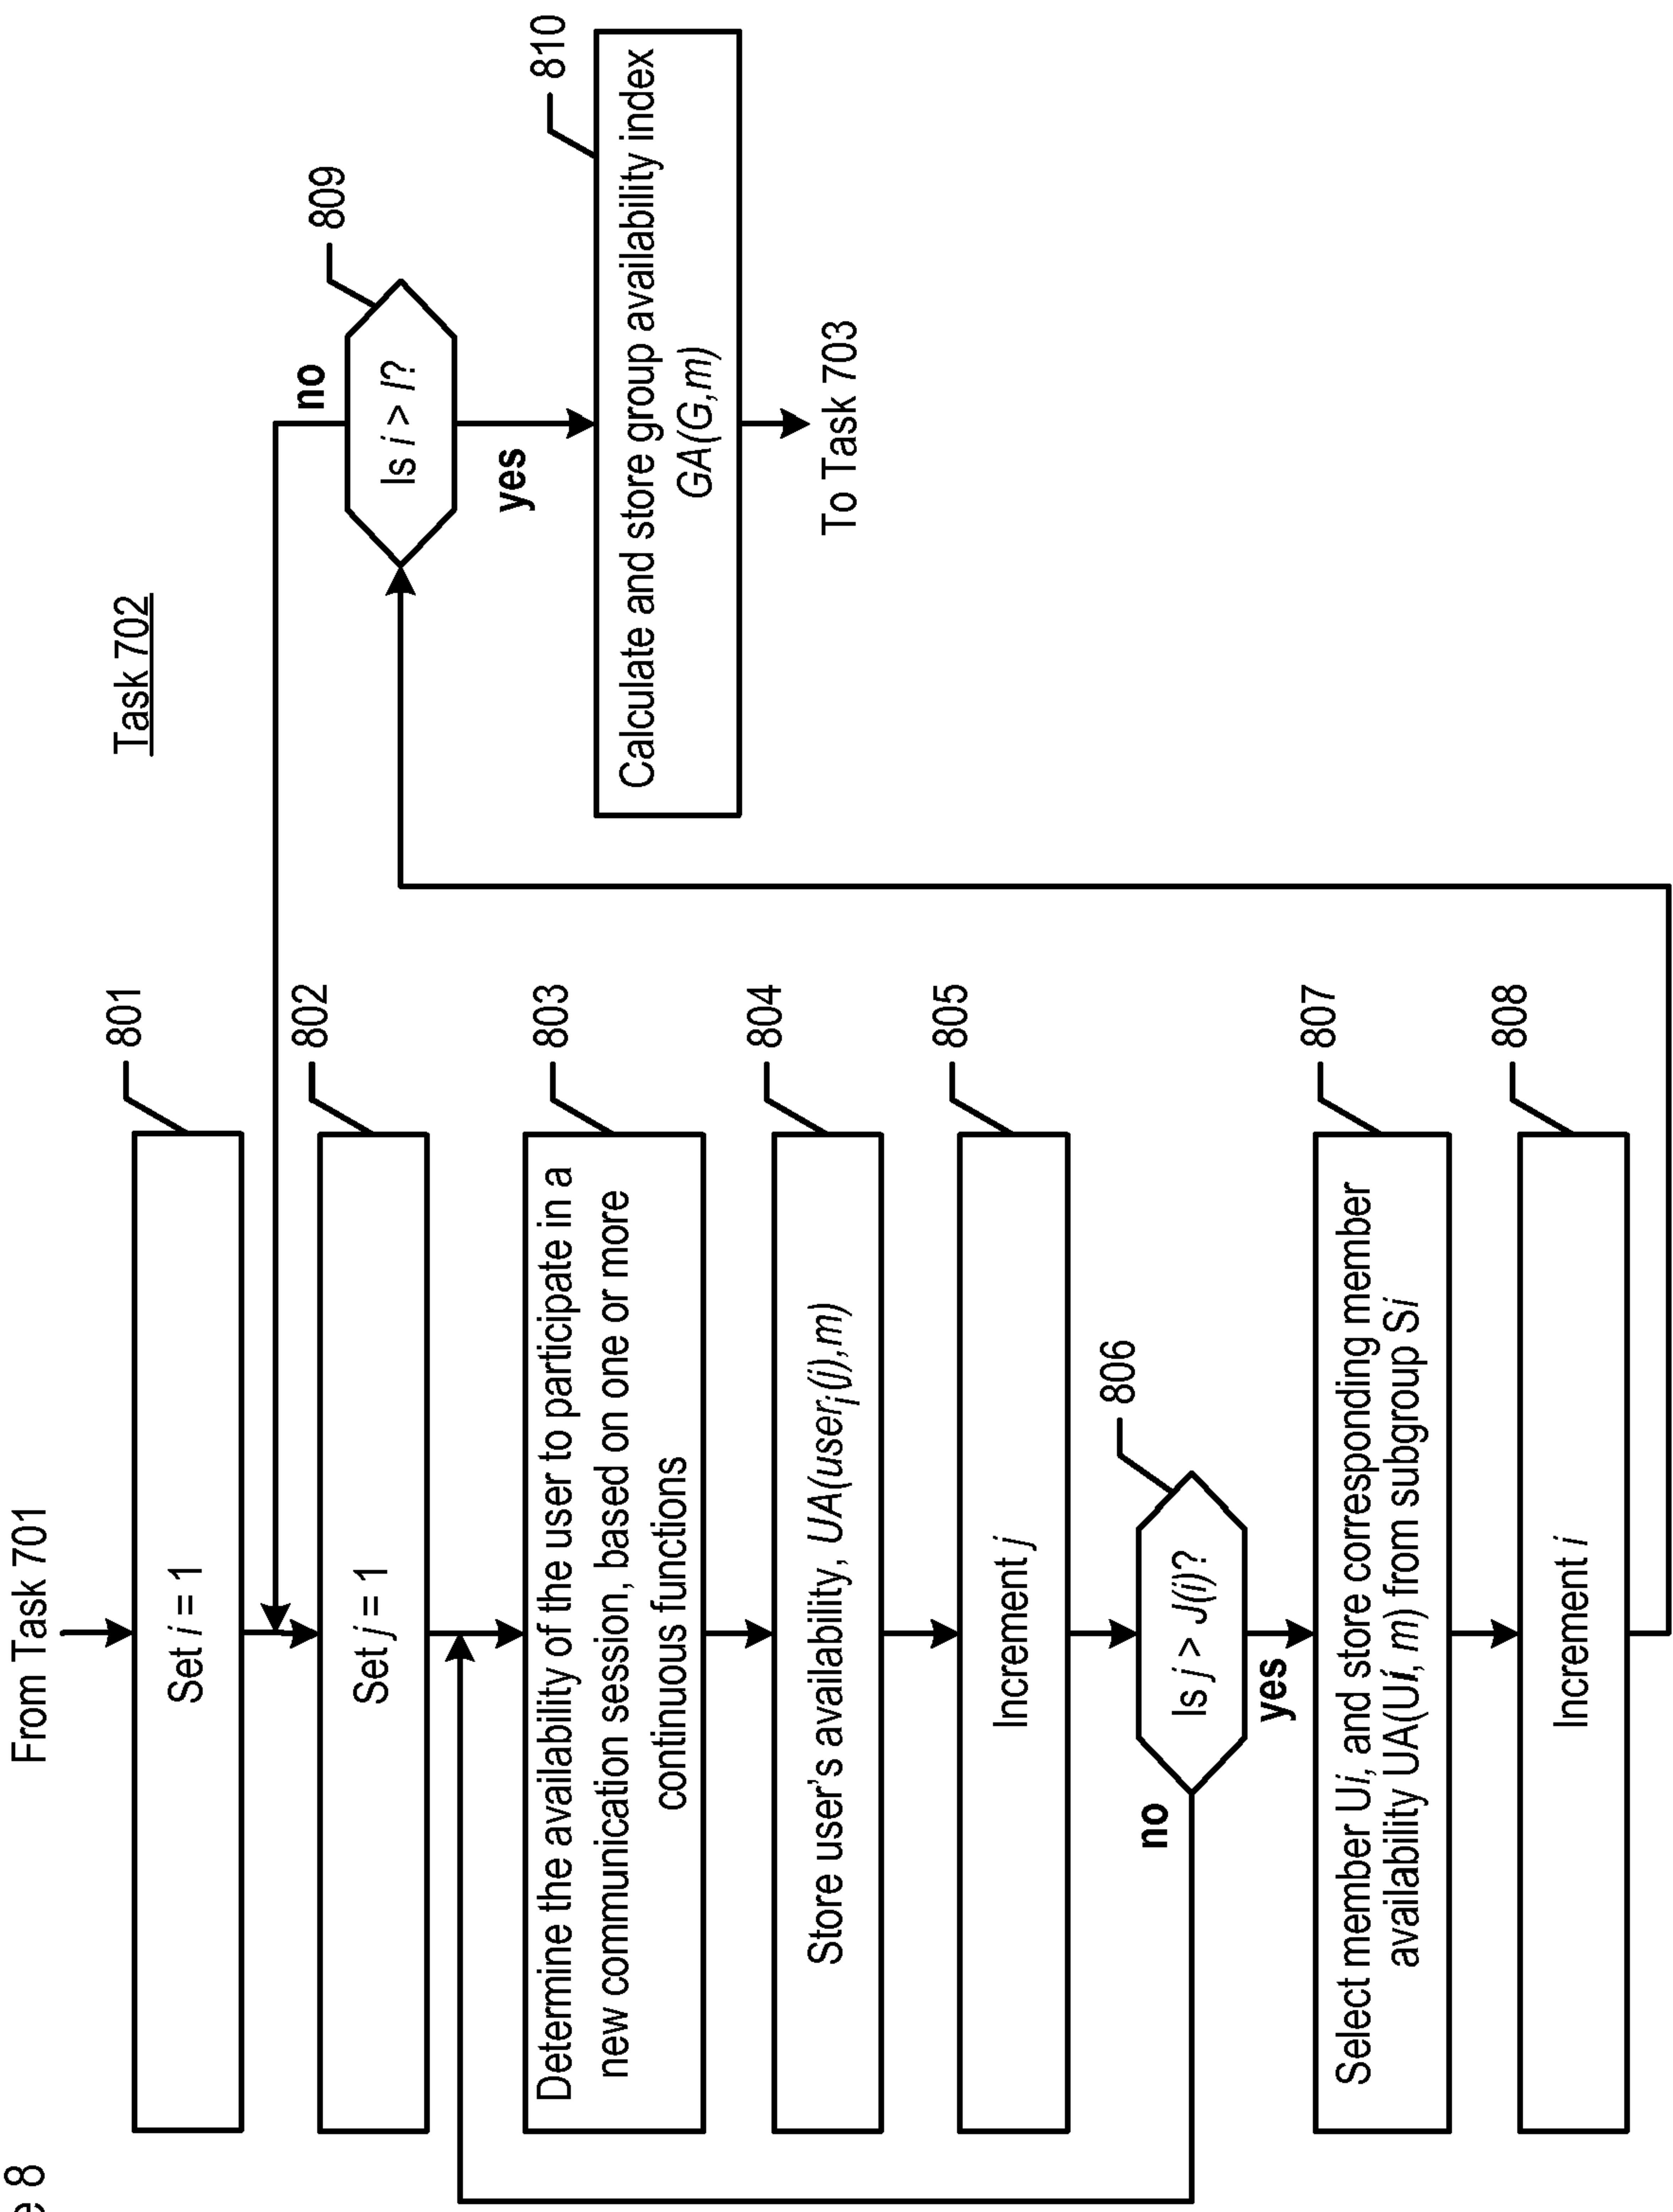 e 8
Task 702
From Task 701
Set i = 1
801
Set j = 1
802
Determine the availability of the user to participate in a
new communication session, based on one or more
continuous functions
803
Store user's availability, UA(useri(j),m)
804
Increment j
805
Is j > J(i)?
806
no
yes
Select member Ui, and store corresponding member
availability UA(Ui, m) from subgroup Si
807
Increment i
808
Is i > I?
809
no
yes
Calculate and store group availability index
GA(G,m)
810
To Task 703